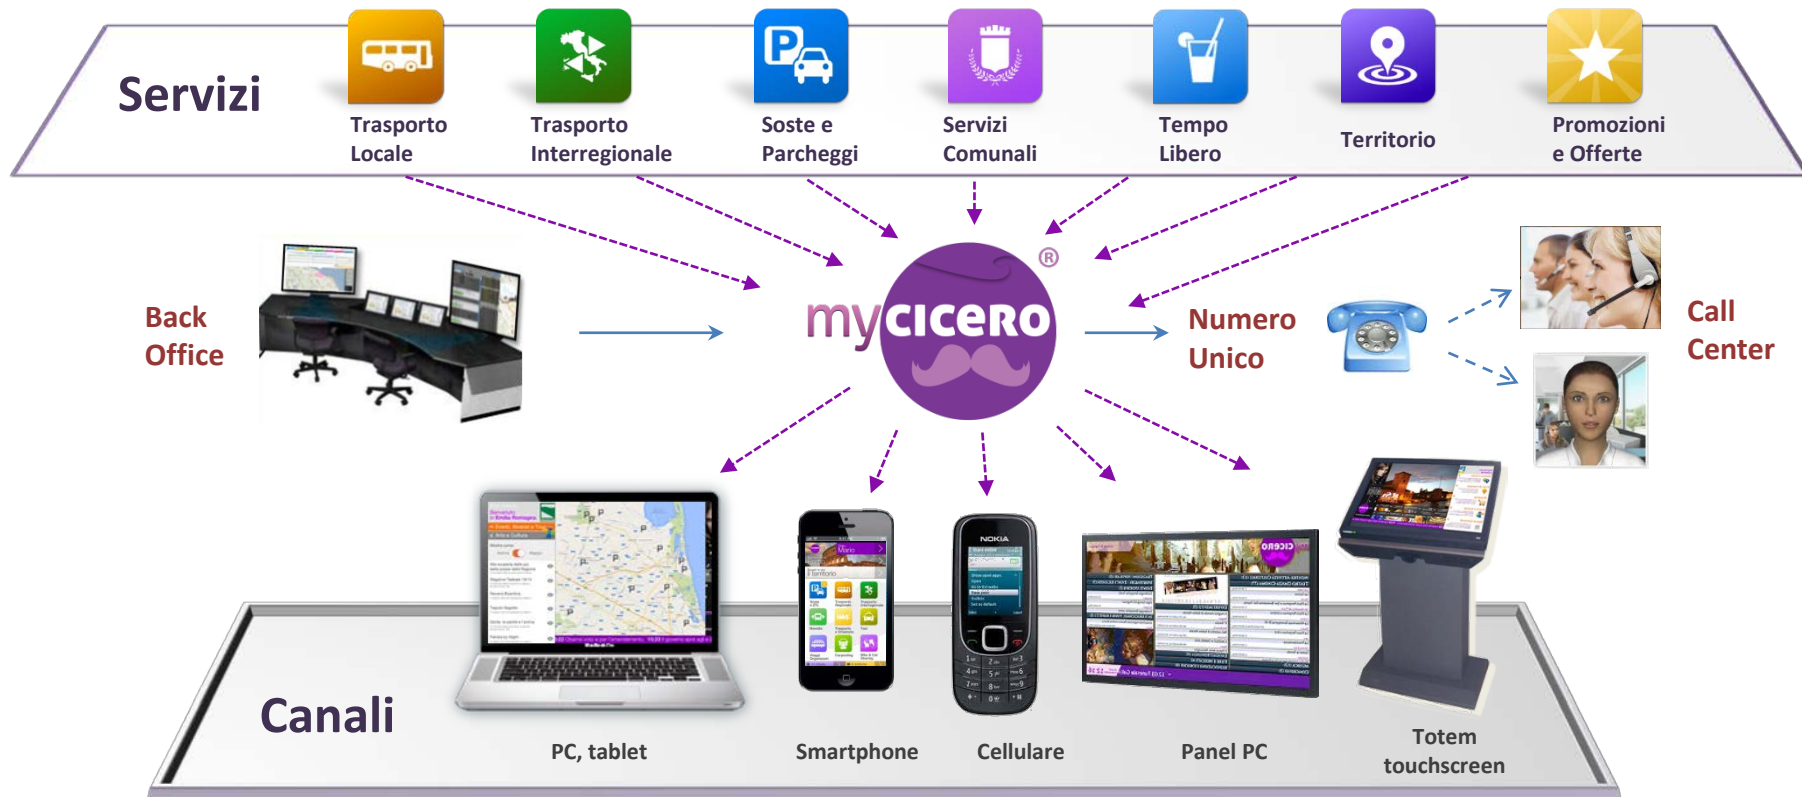 Servizi
Trasporto
Locale
Trasporto
Interregionale
Soste e
Parcheggi
Servizi
Comunali
Tempo
Libero
Territorio
Promozioni
e Offerte
Back
Office
mycicero
®
Numero
Unico
Call
Center
NOKIA
Canali
PC, tablet
Smartphone
Cellulare
Panel PC
Totem
touchscreen